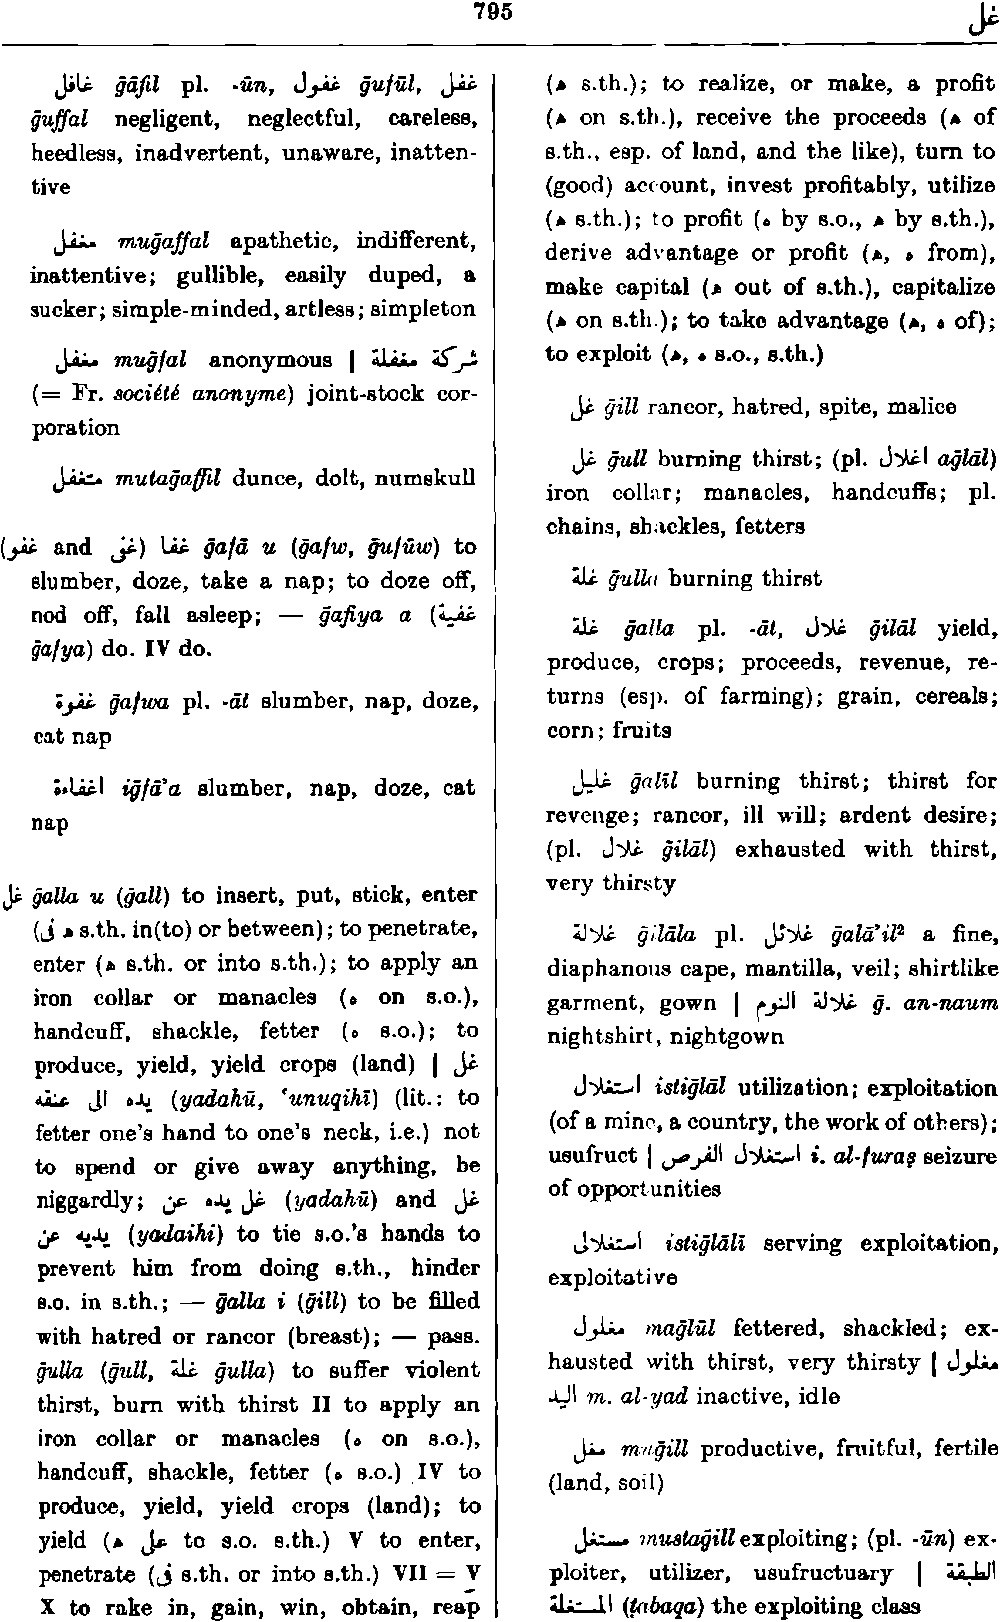 795
غل
غافل ḡāfil pl. -ūn, غفول ḡufūl, غفل
ḡuffal negligent, neglectful, careless,
heedless, inadvertent, unaware, inatten-
tive
مغفل muḡaffal apathetic, indifferent,
inattentive; gullible, easily duped, a
sucker; simple-minded, artless; simpleton
مغفل muḡfal anonymous | شركة مغفلة
(= Fr. société anonyme) joint-stock cor-
poration
متغفل mutaḡaffil dunce, dolt, numskull
(غفو and غفى) غفا ḡafā u (ḡafw, ḡufūw) to
slumber, doze, take a nap; to doze off,
nod off, fall asleep; — ḡafiya a (غفية
ḡafya) do. IV do.
غفوة ḡafwa pl. -āt slumber, nap, doze,
cat nap
اغفاءة iḡfā’a slumber, nap, doze, cat
nap
غل ḡalla u (ḡall) to insert, put, stick, enter
(ه فى s.th. in(to) or between); to penetrate,
enter (ه s.th. or into s.th.); to apply an
iron collar or manacles (ه on s.o.),
handcuff, shackle, fetter (ه s.o.); to
produce, yield, yield crops (land) | غل
يده الى عنقه (yadahū, ‘unuqihī) (lit.: to
fetter one’s hand to one’s neck, i.e.) not
to spend or give away anything, be
niggardly; غل يده عن (yadahū) and غل
يديه عن (yadaihi) to tie s.o.’s hands to
prevent him from doing s.th., hinder
s.o. in s.th.; — ḡalla i (ḡill) to be filled
with hatred or rancor (breast); — pass.
ḡulla (ḡull, غلة ḡulla) to suffer violent
thirst, burn with thirst II to apply an
iron collar or manacles (ه on s.o.),
handcuff, shackle, fetter (ه s.o.) IV to
produce, yield, yield crops (land); to
yield (ه على to s.o. s.th.) V to enter,
penetrate (فى s.th. or into s.th.) VII = V
X to rake in, gain, win, obtain, reap
(ه s.th.); to realize, or make, a profit
(ه on s.th.), receive the proceeds (ه of
s.th., esp. of land, and the like), turn to
(good) account, invest profitably, utilize
(ه s.th.); to profit (ه by s.o., ه by s.th.),
derive advantage or profit (ه, ه from),
make capital (ه out of s.th.), capitalize
(ه on s.th.); to take advantage (ه, ه of);
to exploit (ه, ه s.o., s.th.)
غل ḡill rancor, hatred, spite, malice
غل ḡull burning thirst; (pl. اغلال aḡlāl)
iron collar; manacles, handcuffs; pl.
chains, shackles, fetters
غلة ḡulla burning thirst
غلة ḡalla pl. -āt, غلال ḡilāl yield,
produce, crops; proceeds, revenue, re-
turns (esp. of farming); grain, cereals;
corn; fruits
غليل ḡalīl burning thirst; thirst for
revenge; rancor, ill will; ardent desire;
(pl. غلال ḡilāl) exhausted with thirst,
very thirsty
غلالة ḡilāla pl. غلائل ḡalā’il² a fine,
diaphanous cape, mantilla, veil; shirtlike
garment, gown | غلالة النوم ḡ. an-naum
nightshirt, nightgown
استغلال istiḡlāl utilization; exploitation
(of a mine, a country, the work of others);
usufruct | استغلال الفرص i. al-furaṣ seizure
of opportunities
استغلالى istiḡlālī serving exploitation,
exploitative
مغلول maḡlūl fettered, shackled; ex-
hausted with thirst, very thirsty | مغلول
اليد m. al-yad inactive, idle
مغل muḡill productive, fruitful, fertile
(land, soil)
مستغل mustaḡill exploiting; (pl. -ūn) ex-
ploiter, utilizer, usufructuary | الطبقة
المستغلة (ṭabaqa) the exploiting class